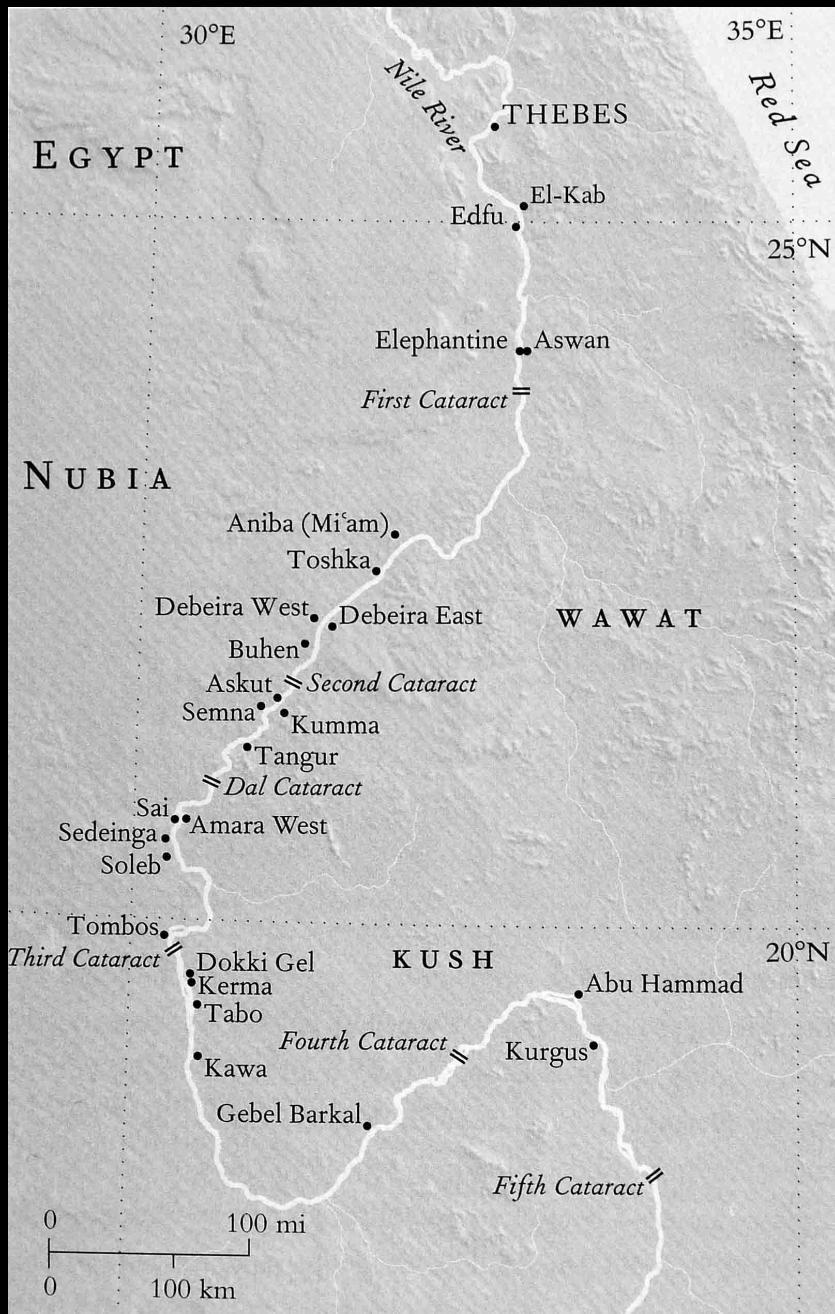 30°E
35°E
Nile River
Red Sea
THEBES
EGYPT
El-Kab
Edfu
25°N
Elephantine
Aswan
First Cataract
NUBIA
Aniba (Miʿam)
Toshka
Debeira West
Debeira East
WAWAT
Buhen
Askut
Second Cataract
Semna
Kumma
Tangur
Dal Cataract
Sai
Amara West
Sedeinga
Soleb
Tombos
Third Cataract
20°N
Dokki Gel
KUSH
Kerma
Abu Hammad
Tabo
Fourth Cataract
Kurgus
Kawa
Gebel Barkal
Fifth Cataract
0
100 mi
0
100 km